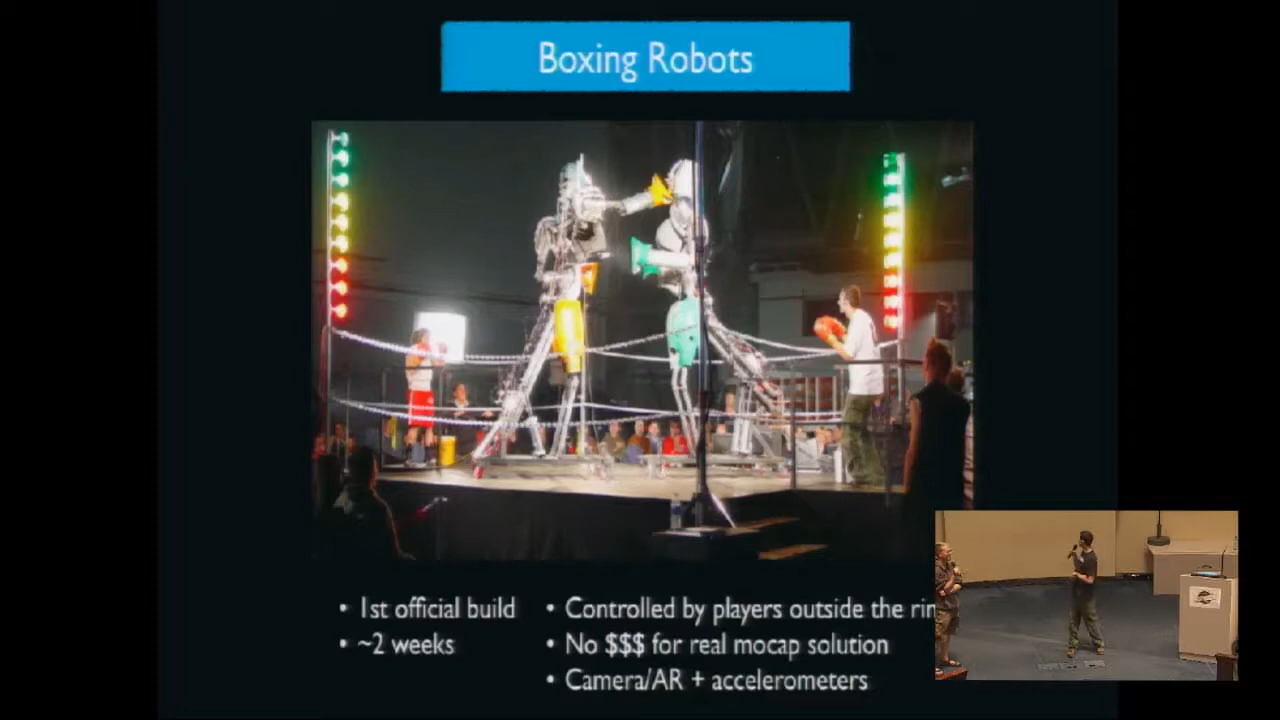 Boxing Robots
• 1st official build
• ~2 weeks
• Controlled by players outside the rin
• No $$$ for real mocap solution
• Camera/AR + accelerometers